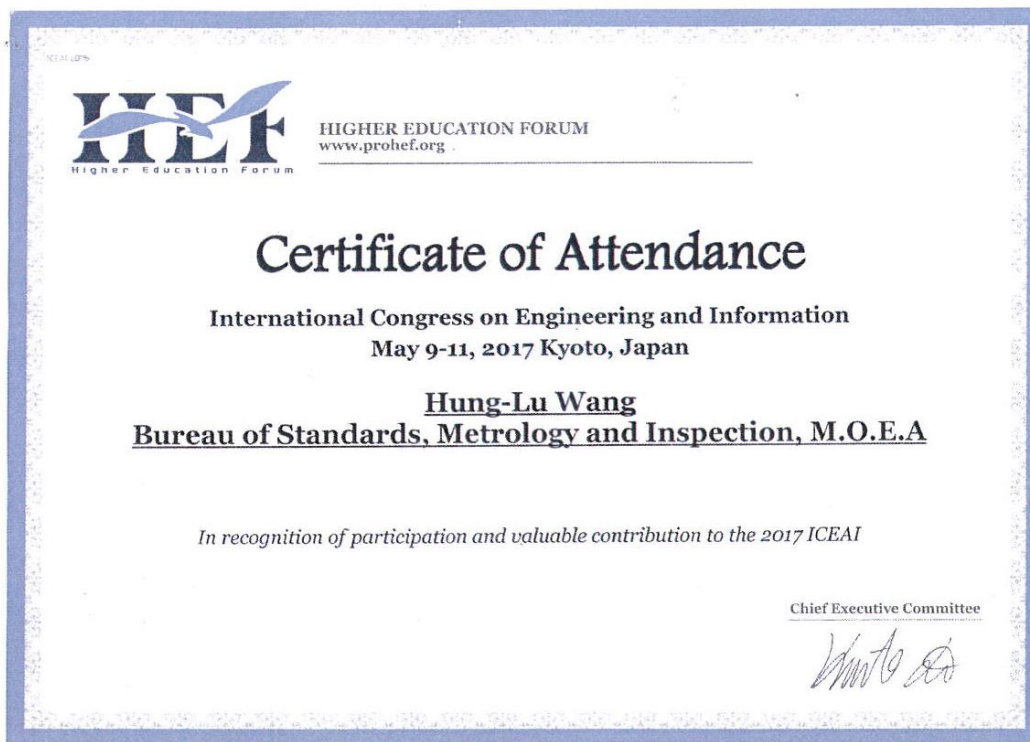 HEF
Higher Education Forum
HIGHER EDUCATION FORUM
www.prohef.org
Certificate of Attendance
International Congress on Engineering and Information
May 9-11, 2017 Kyoto, Japan
Hung-Lu Wang
Bureau of Standards, Metrology and Inspection, M.O.E.A
In recognition of participation and valuable contribution to the 2017 ICEAI
Chief Executive Committee